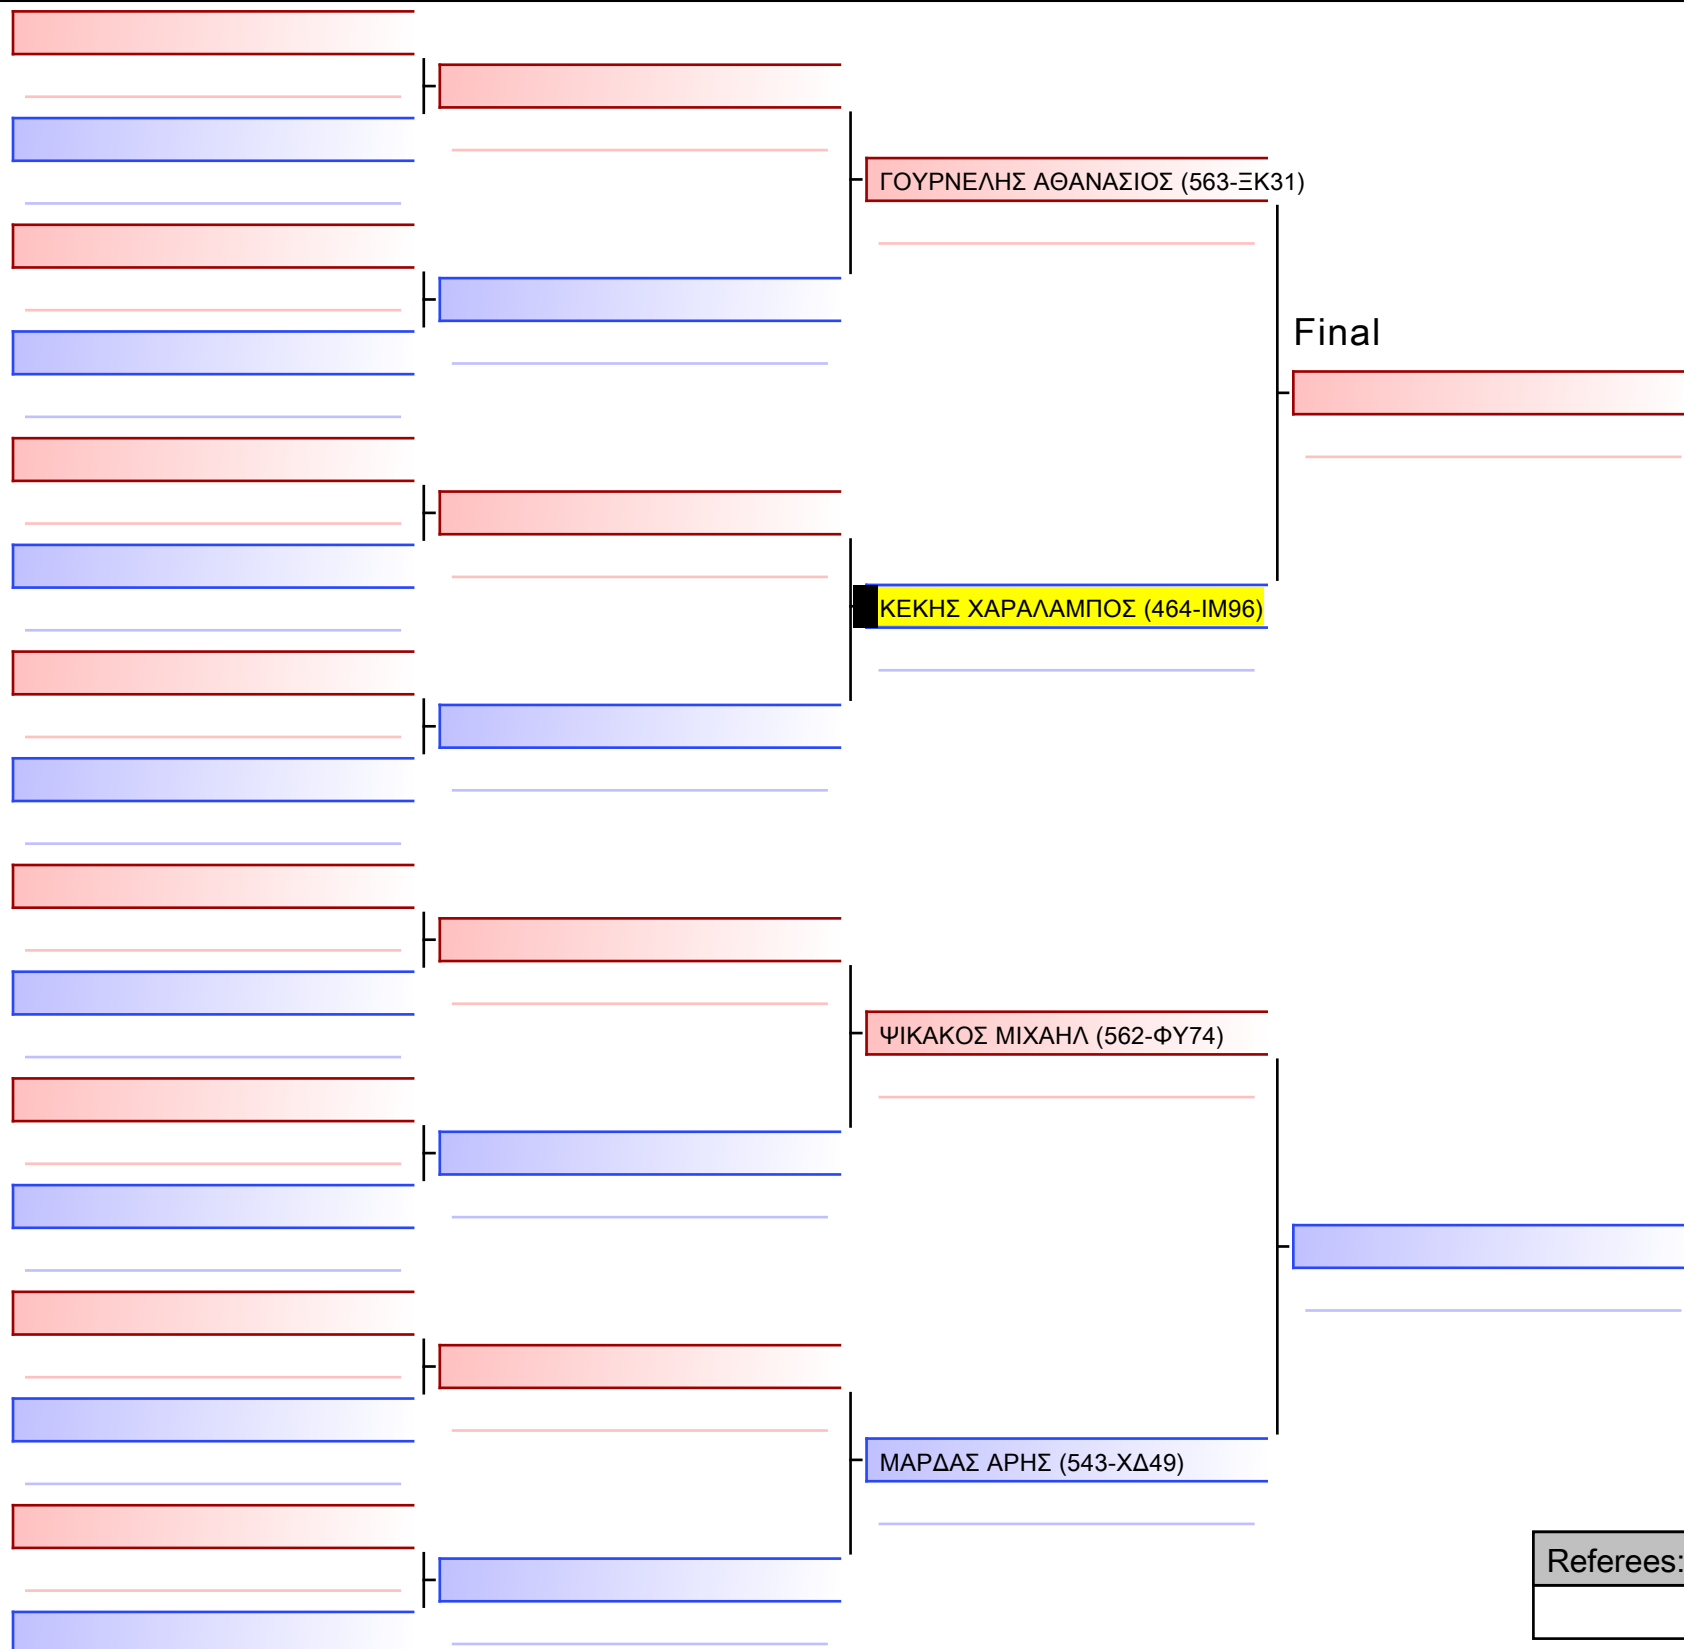 ΓΟΥΡΝΕΛΗΣ ΑΘΑΝΑΣΙΟΣ (563-ΞΚ31)
Final
ΚΕΚΗΣ ΧΑΡΑΛΑΜΠΟΣ (464-ΙΜ96)
ΨΙΚΑΚΟΣ ΜΙΧΑΗΛ (562-ΦΥ74)
ΜΑΡΔΑΣ ΑΡΗΣ (543-ΧΔ49)
Referees: